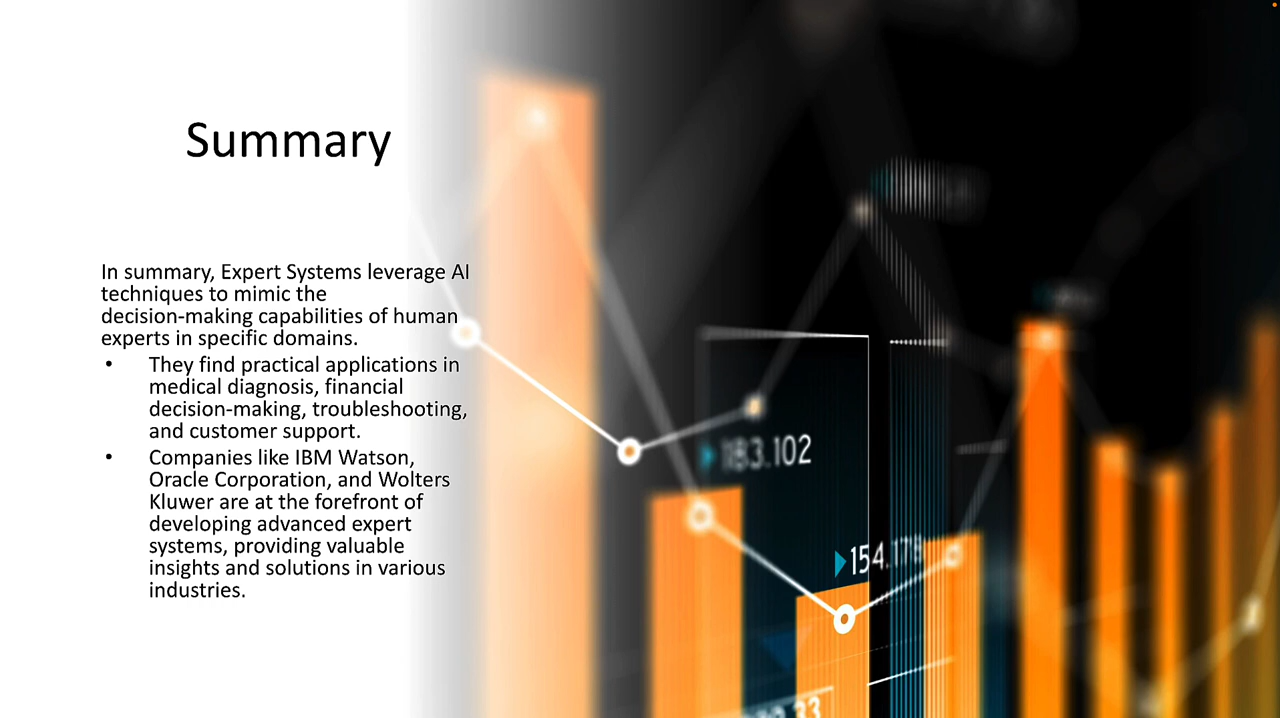 Summary
In summary, Expert Systems leverage AI
techniques to mimic the
decision-making capabilities of human
experts in specific domains.
• They find practical applications in
medical diagnosis, financial
decision-making, troubleshooting,
and customer support.
• Companies like IBM Watson,
Oracle Corporation, and Wolters
Kluwer are at the forefront of
developing advanced expert
systems, providing valuable
insights and solutions in various
industries.
183.102